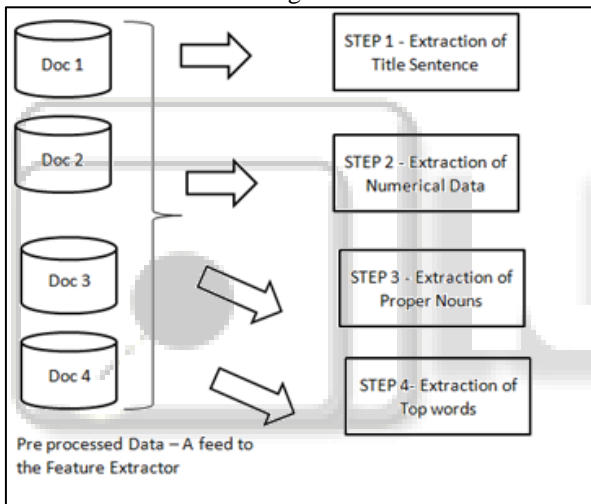 Doc 1
Doc 2
Doc 3
Doc 4
Pre processed Data – A feed to
the Feature Extractor
STEP 1 - Extraction of
Title Sentence
STEP 2 - Extraction of
Numerical Data
STEP 3 - Extraction of
Proper Nouns
STEP 4- Extraction of
Top words